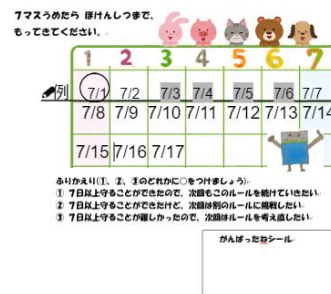 7マスうめたら ほけんしつまで、
もってきてください。
1 2 3 4 5 6 7
例 7/1 7/2 7/3 7/4 7/5 7/6 7/7
7/8 7/9 7/10 7/11 7/12 7/13 7/14
7/15 7/16 7/17
ふりかえり(①、②、③のどれかに○をつけましょう)
① 7日以上守ることができたので、次回もこのルールを続けていきたい。
② 7日以上守ることができたけど、次回は別のルールに挑戦したい。
③ 7日以上守ることが難しかったので、次回はルールを考え直したい。
がんばったねシール